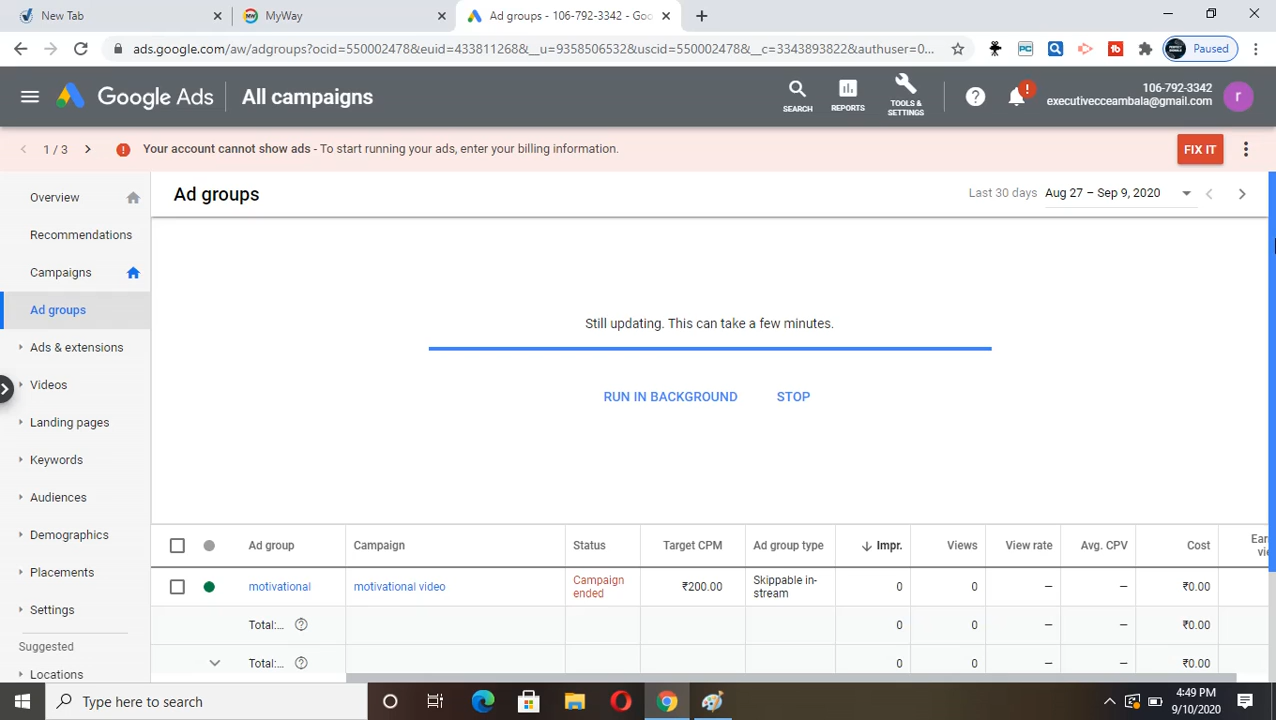 New Tab
MyWay
Ad groups - 106-792-3342 - Goo
ads.google.com/aw/adgroups?ocid=550002478&euid=431711268&__u=9358506532&uscid=550002478&__c=3343893822&authuser=0...
Paused
Google Ads
All campaigns
SEARCH
REPORTS
TOOLS & SETTINGS
106-792-3342
executivecceambala@gmail.com
r
1 / 3
Your account cannot show ads - To start running your ads, enter your billing information.
FIX IT
Overview
Recommendations
Campaigns
Ad groups
Ads & extensions
Videos
Landing pages
Keywords
Audiences
Demographics
Placements
Settings
Suggested
Locations
Ad groups
Last 30 days
Aug 27 – Sep 9, 2020
Still updating. This can take a few minutes.
RUN IN BACKGROUND
STOP
Ad group
Campaign
Status
Target CPM
Ad group type
Impr.
Views
View rate
Avg. CPV
Cost
motivational
motivational video
Campaign ended
₹200.00
Skippable in-stream
0
0
—
—
₹0.00
Total:...
0
0
—
—
₹0.00
Total:...
0
0
—
—
₹0.00
Type here to search
4:49 PM
9/10/2020